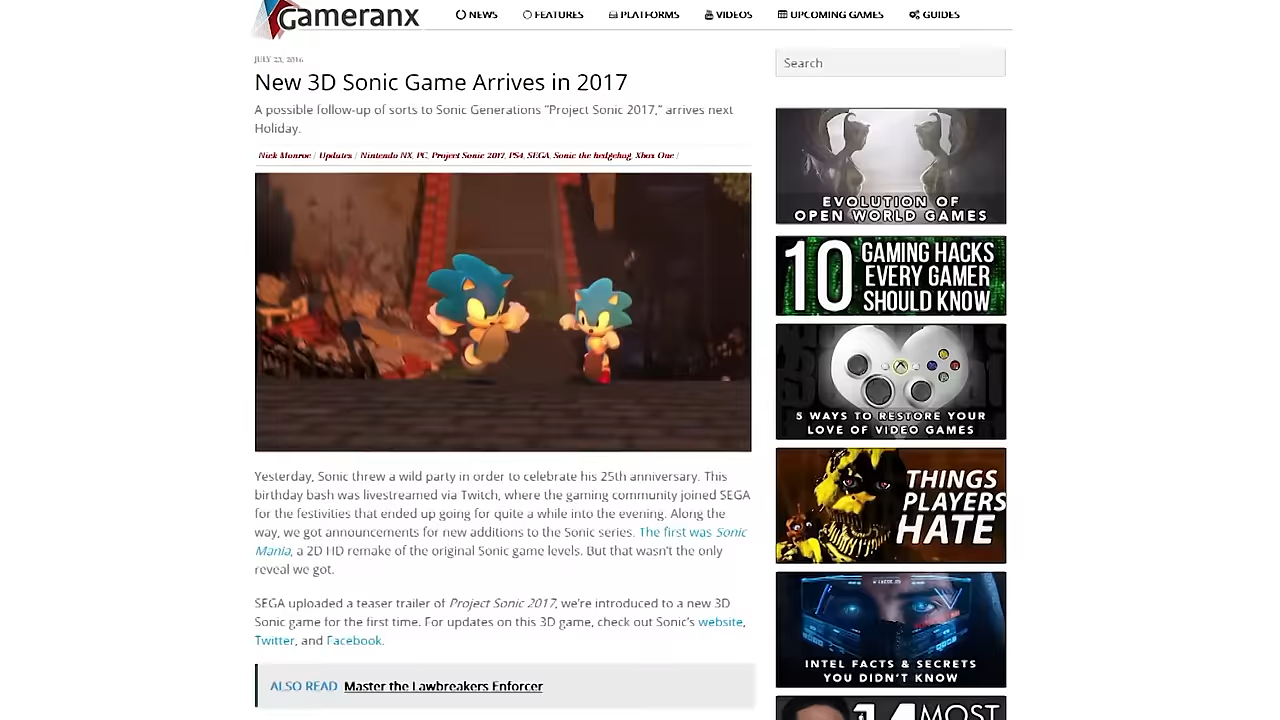 Gameranx
NEWS
FEATURES
PLATFORMS
VIDEOS
UPCOMING GAMES
GUIDES
JULY 23, 2016
New 3D Sonic Game Arrives in 2017
A possible follow-up of sorts to Sonic Generations "Project Sonic 2017," arrives next
Holiday.
Nick Monroe | Updates | Nintendo NX, PC, Project Sonic 2017, PS4, SEGA, Sonic the hedgehog, Xbox One |
Yesterday, Sonic threw a wild party in order to celebrate his 25th anniversary. This
birthday bash was livestreamed via Twitch, where the gaming community joined SEGA
for the festivities that ended up going for quite a while into the evening. Along the
way, we got announcements for new additions to the Sonic series. The first was Sonic
Mania, a 2D HD remake of the original Sonic game levels. But that wasn't the only
reveal we got.
SEGA uploaded a teaser trailer of Project Sonic 2017, we're introduced to a new 3D
Sonic game for the first time. For updates on this 3D game, check out Sonic's website,
Twitter, and Facebook.
ALSO READ Master the Lawbreakers Enforcer
Search
EVOLUTION OF
OPEN WORLD GAMES
10 GAMING HACKS
EVERY GAMER
SHOULD KNOW
5 WAYS TO RESTORE YOUR
LOVE OF VIDEO GAMES
THINGS
PLAYERS
HATE
INTEL FACTS & SECRETS
YOU DIDN'T KNOW
14 MOST